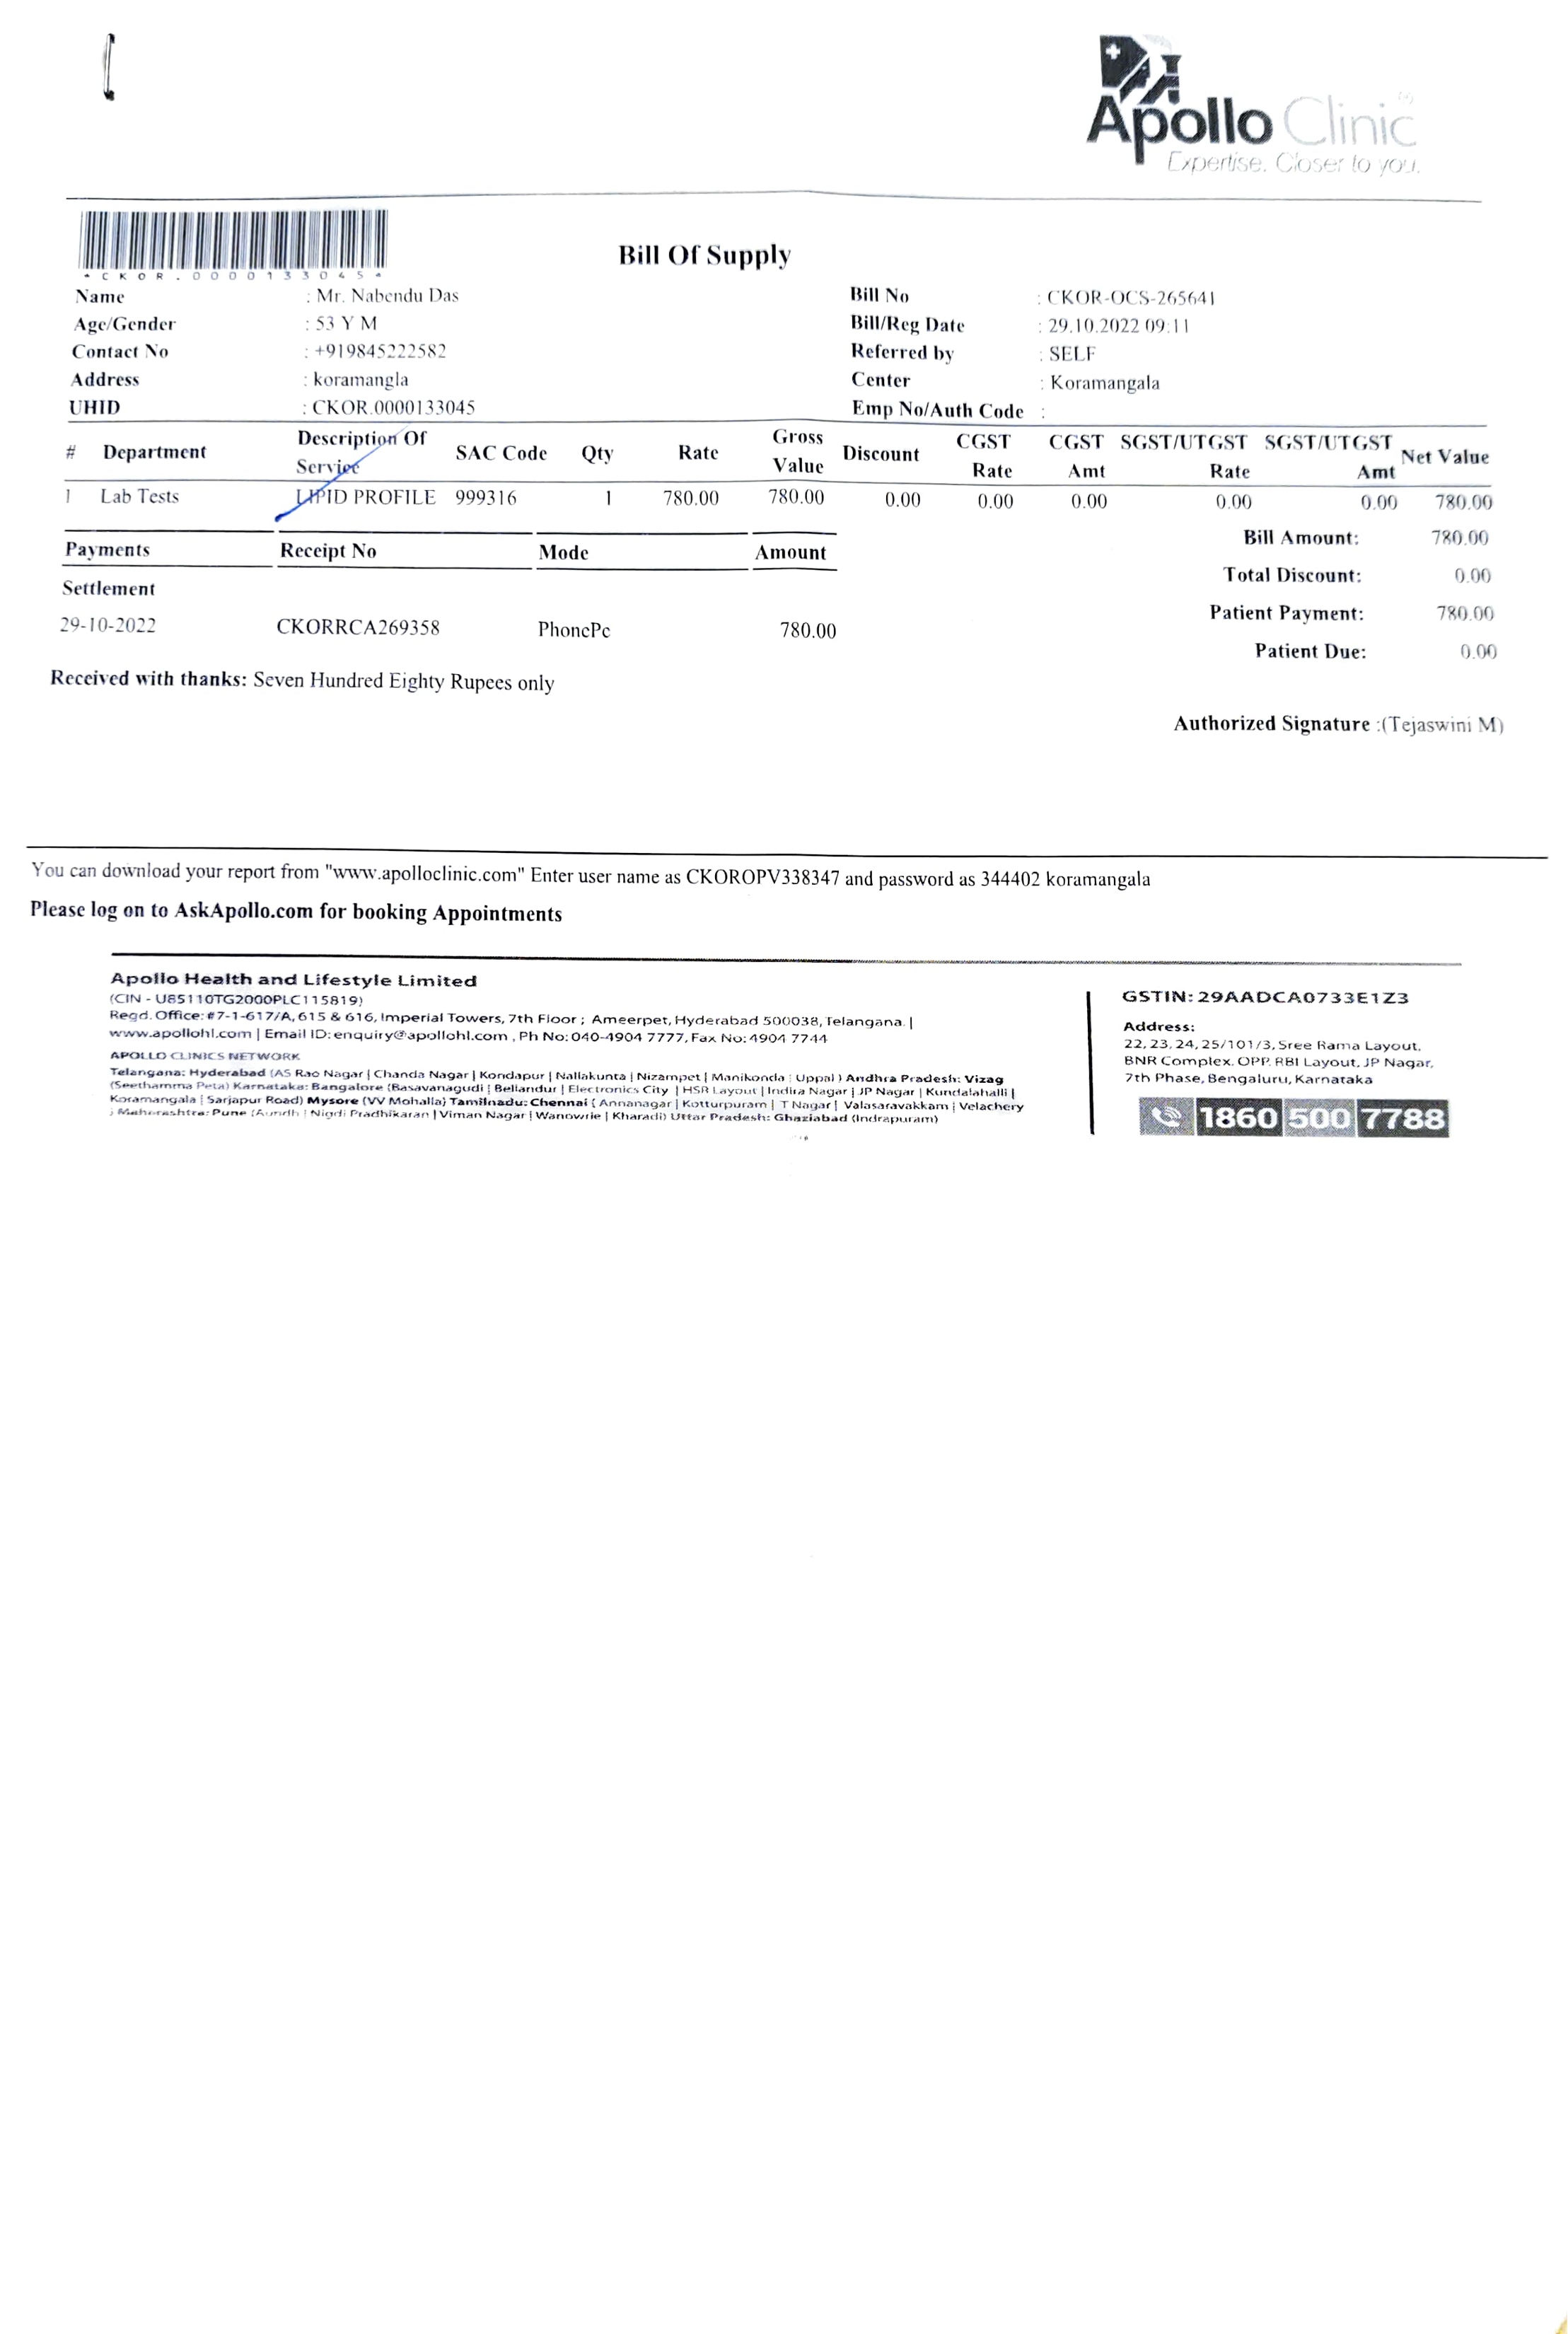 Apollo Clinic
Expertise. Closer to you.
*CKOR.0000133045*
Bill Of Supply
Name : Mr. Nabendu Das
Age/Gender : 53 Y M
Contact No : +919845222582
Address : koramangla
UHID : CKOR.0000133045
Bill No : CKOR-OCS-265641
Bill/Reg Date : 29.10.2022 09:11
Referred by : SELF
Center : Koramangala
Emp No/Auth Code :
# Department Description Of Service SAC Code Qty Rate Gross Value Discount CGST Rate CGST Amt SGST/UTGST Rate SGST/UTGST Amt Net Value
1 Lab Tests LIPID PROFILE 999316 1 780.00 780.00 0.00 0.00 0.00 0.00 0.00 780.00
Bill Amount: 780.00
Total Discount: 0.00
Patient Payment: 780.00
Patient Due: 0.00
Payments Receipt No Mode Amount
Settlement
29-10-2022 CKORRCA269358 PhonePe 780.00
Received with thanks: Seven Hundred Eighty Rupees only
Authorized Signature :(Tejaswini M)
You can download your report from "www.apolloclinic.com" Enter user name as CKOROPV338347 and password as 344402 koramangala
Please log on to AskApollo.com for booking Appointments
Apollo Health and Lifestyle Limited
(CIN - U85110TG2000PLC115819)
Regd. Office: #7-1-617/A, 615 & 616, Imperial Towers, 7th Floor ; Ameerpet, Hyderabad 500038, Telangana. |
www.apollohl.com | Email ID: enquiry@apollohl.com , Ph No: 040-4904 7777, Fax No: 4904 7744
APOLLO CLINICS NETWORK
Telangana: Hyderabad (AS Rao Nagar | Chanda Nagar | Kondapur | Nallakunta | Nizampet | Manikonda | Uppal ) Andhra Pradesh: Vizag
(Seethamma Peta) Karnataka: Bangalore (Basavanagudi | Bellandur | Electronics City | HSR Layout | Indira Nagar | JP Nagar | Kundalahalli |
Koramangala | Sarjapur Road) Mysore (VV Mohalla) Tamilnadu: Chennai ( Annanagar | Kotturpuram | T Nagar | Valasaravakkam | Velachery
) Maharashtra: Pune (Aundh | Nigdi Pradhikaran | Viman Nagar | Wanowrie | Kharadi) Uttar Pradesh: Ghaziabad (Indrapuram)
GSTIN: 29AADCA0733E1Z3
Address:
22, 23, 24, 25/101/3, Sree Rama Layout,
BNR Complex, OPP. RBI Layout, JP Nagar,
7th Phase, Bengaluru, Karnataka
1860 500 7788